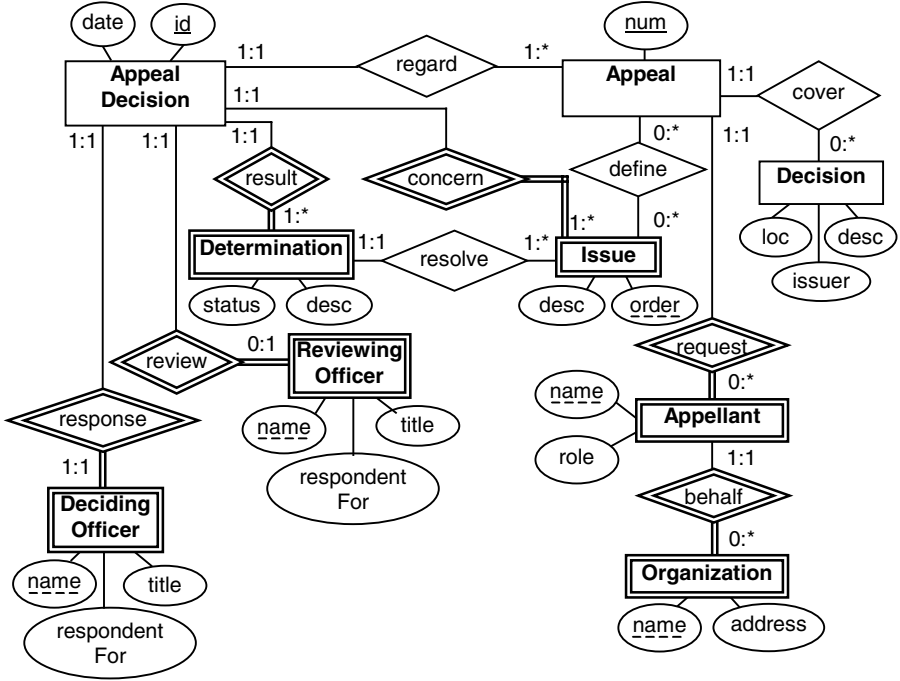 date
id
num
1:1
regard
1:*
Appeal
Decision
Appeal
1:1
cover
1:1
1:1
1:1
1:1
0:*
1:1
0:*
result
concern
define
Decision
1:*
1:*
0:*
loc
desc
Determination
1:1
resolve
1:*
Issue
issuer
status
desc
desc
order
review
0:1
Reviewing
Officer
request
0:*
name
name
title
Appellant
response
role
1:1
1:1
respondent
For
behalf
Deciding
Officer
0:*
Organization
name
title
name
address
respondent
For